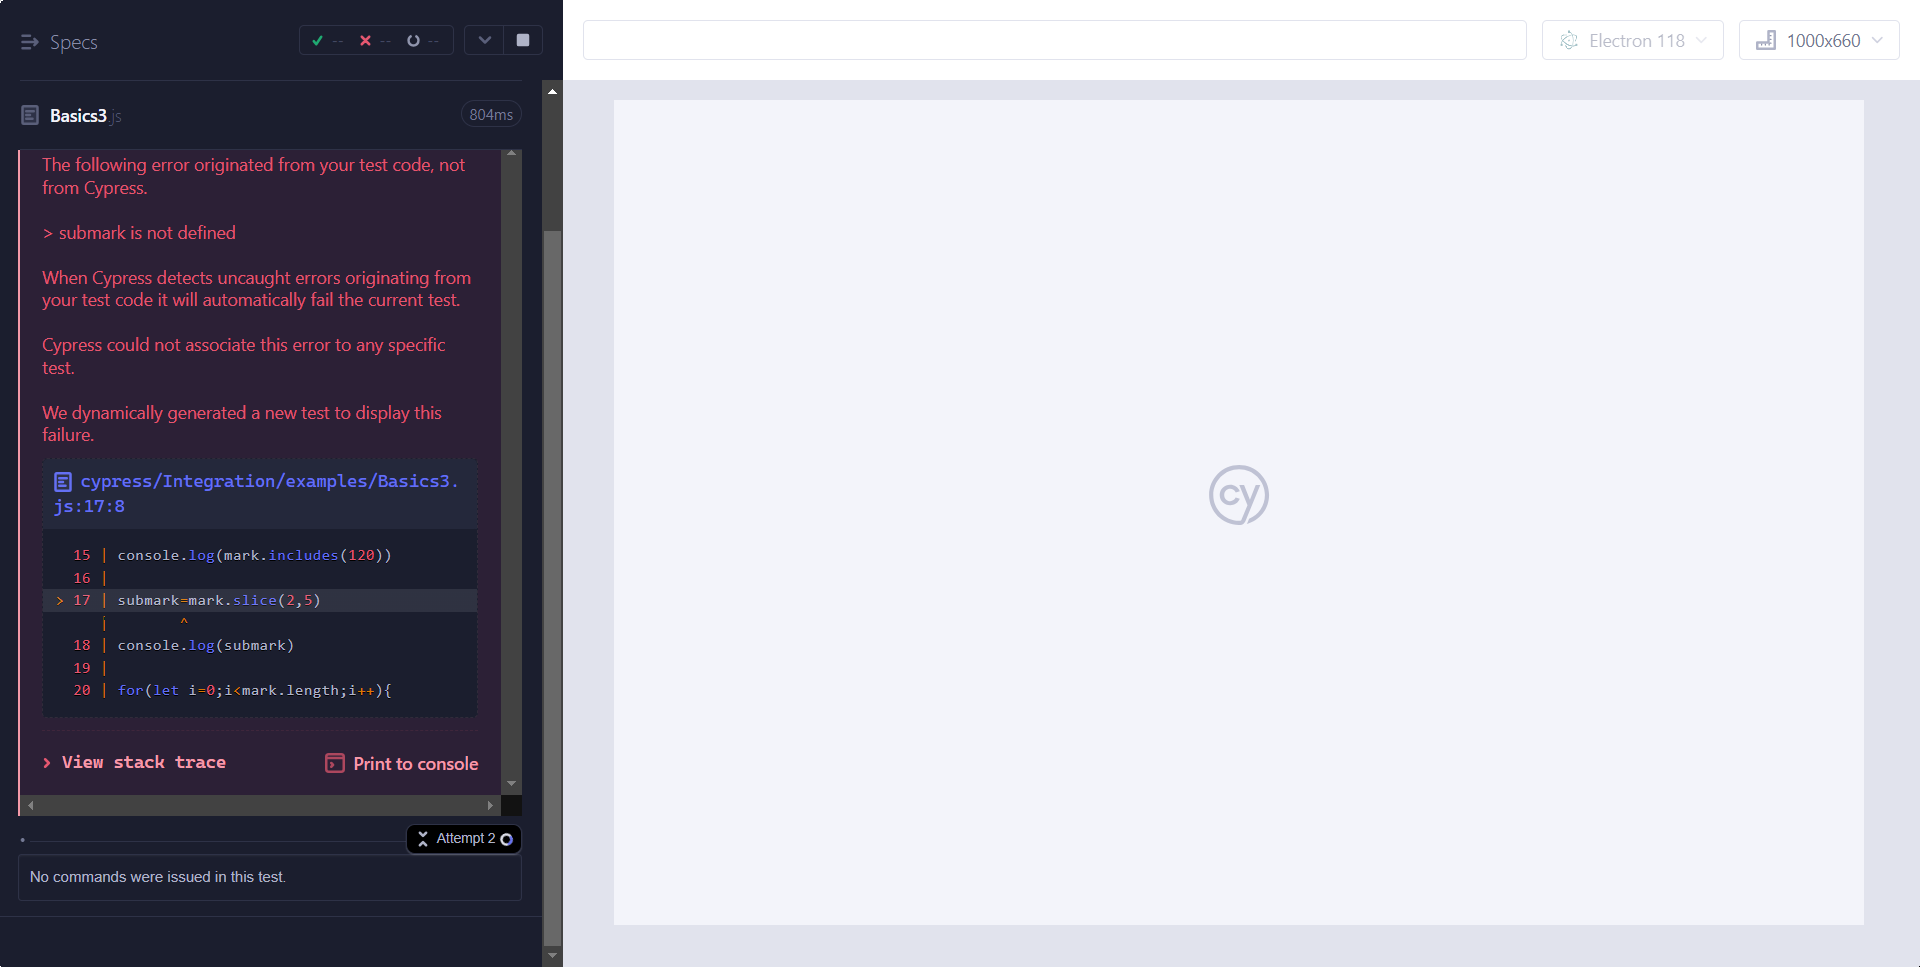 Specs
-- -- --
Electron 118
1000x660
Basics3.js
804ms
The following error originated from your test code, not
from Cypress.
> submark is not defined
When Cypress detects uncaught errors originating from
your test code it will automatically fail the current test.
Cypress could not associate this error to any specific
test.
We dynamically generated a new test to display this
failure.
cypress/Integration/examples/Basics3.
js:17:8
15 | console.log(mark.includes(120))
16 |
> 17 | submark=mark.slice(2,5)
| ^
18 | console.log(submark)
19 |
20 | for(let i=0;i<mark.length;i++){
View stack trace
Print to console
Attempt 2
No commands were issued in this test.
cy